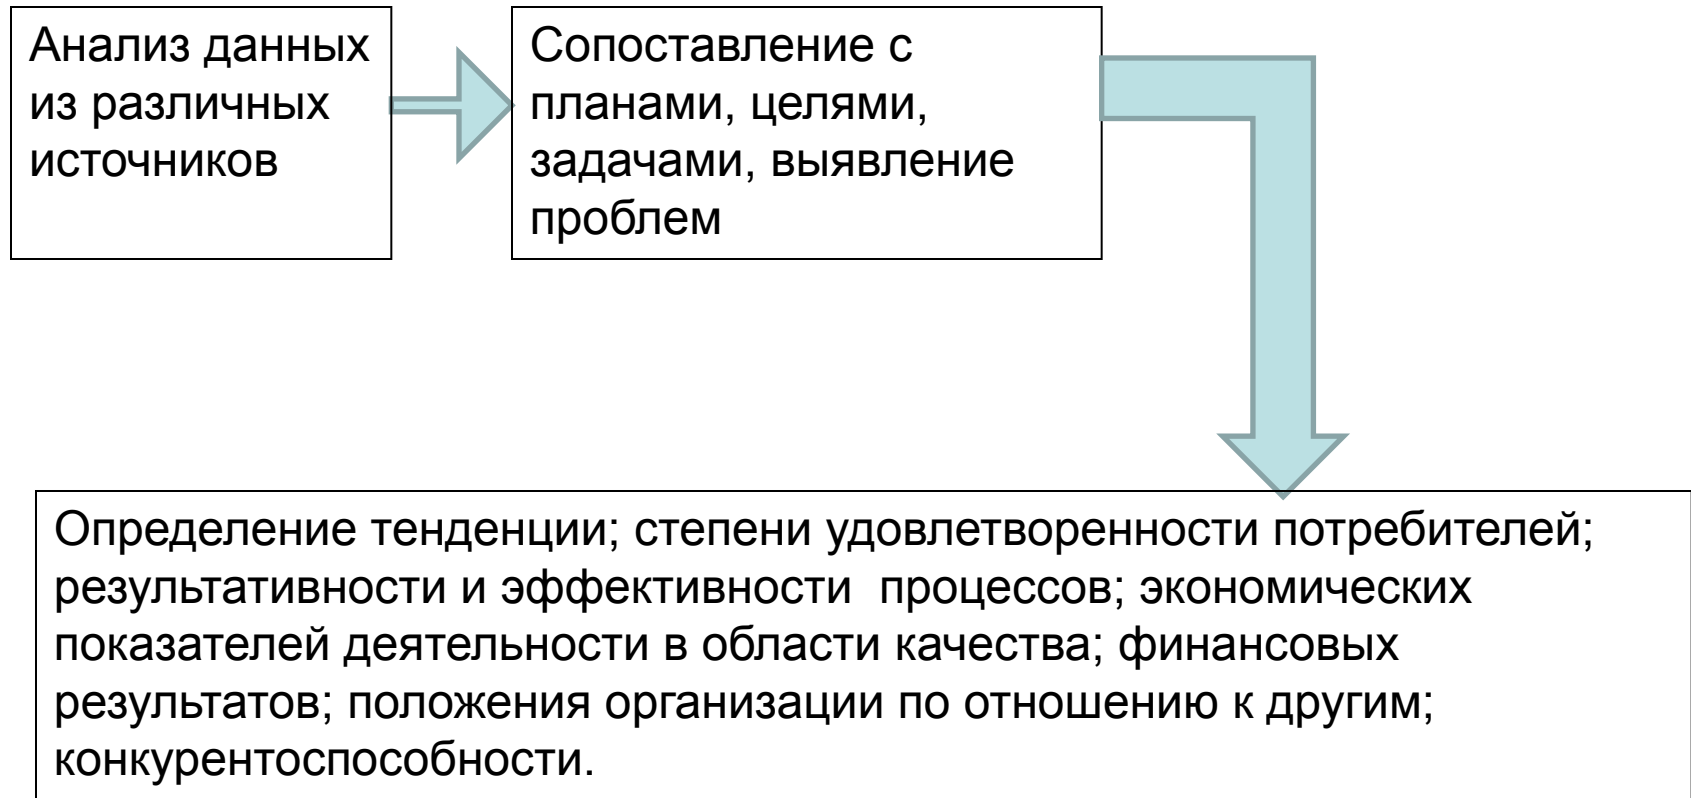 Анализ данных
из различных
источников
Сопоставление с
планами, целями,
задачами, выявление
проблем
Определение тенденции; степени удовлетворенности потребителей;
результативности и эффективности  процессов; экономических
показателей деятельности в области качества; финансовых
результатов; положения организации по отношению к другим;
конкурентоспособности.